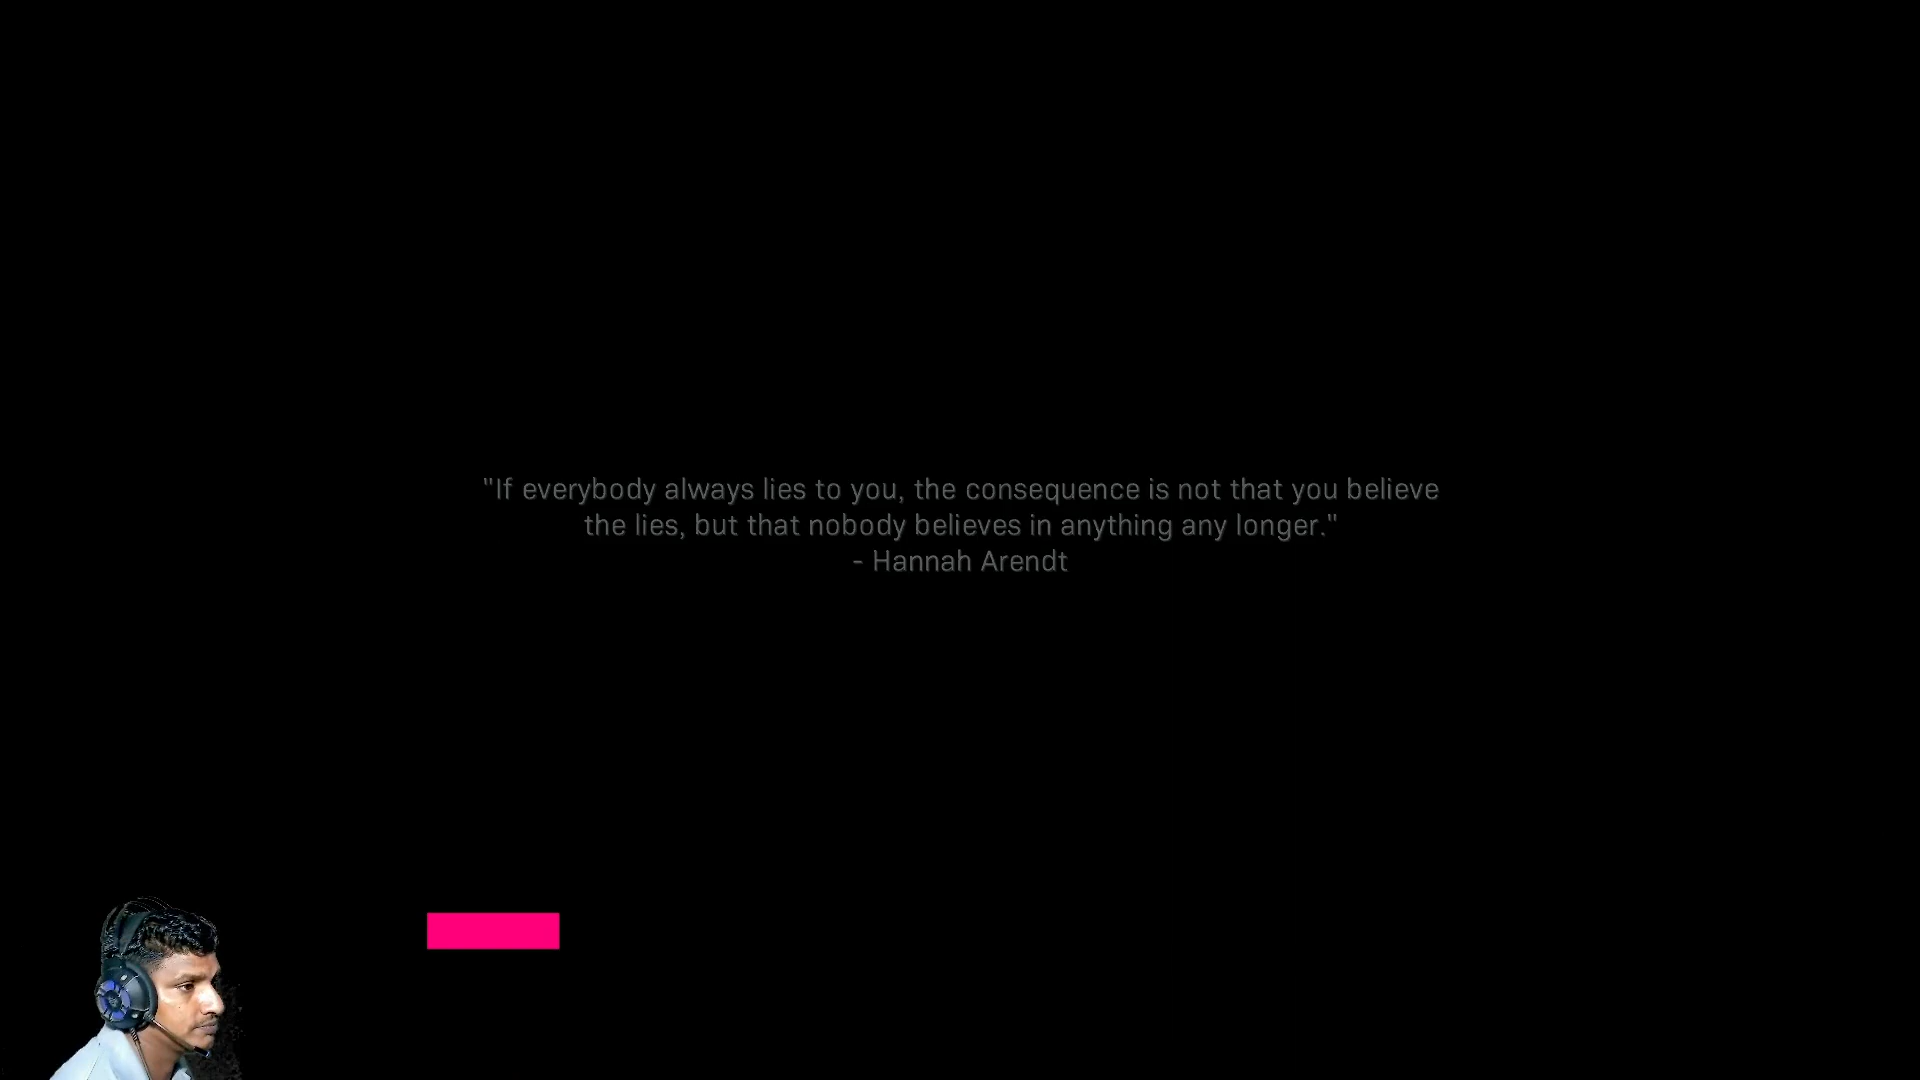 "If everybody always lies to you, the consequence is not that you believe
the lies, but that nobody believes in anything any longer."
- Hannah Arendt